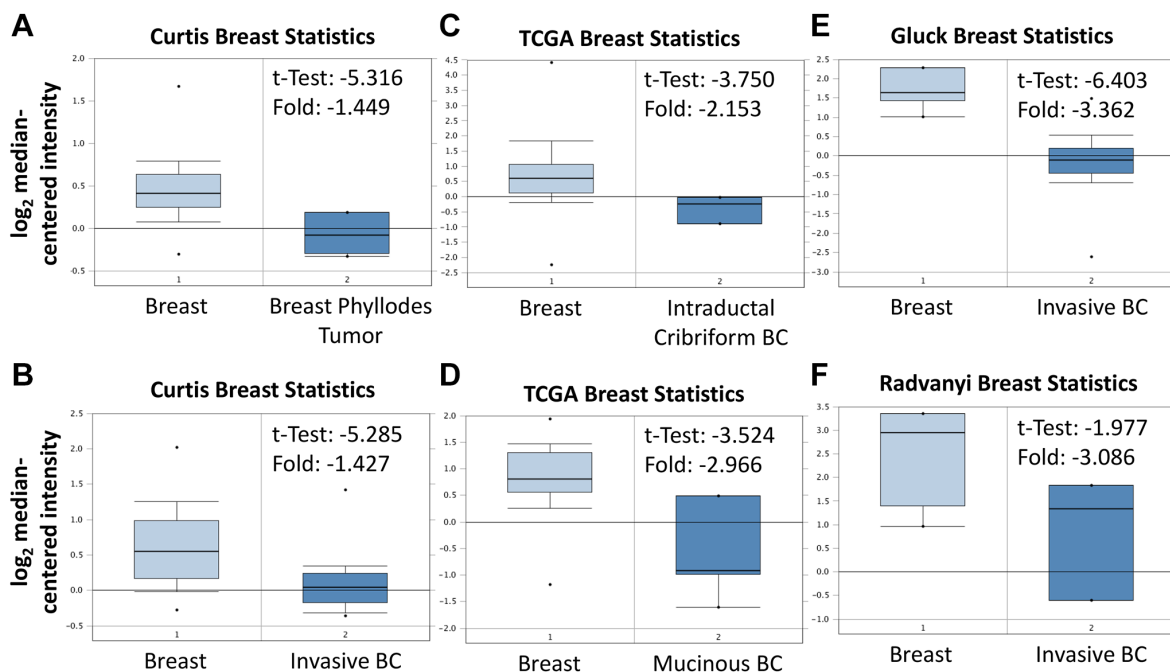 A
Curtis Breast Statistics
log2 median-
centered intensity
2.0
1.5
1.0
0.5
0.0
-0.5
t-Test: -5.316
Fold: -1.449
1
2
Breast
Breast Phyllodes
Tumor
C
TCGA Breast Statistics
4.5
4.0
3.5
3.0
2.5
2.0
1.5
1.0
0.5
0.0
-0.5
-1.0
-1.5
-2.0
-2.5
t-Test: -3.750
Fold: -2.153
1
2
Breast
Intraductal
Cribriform BC
E
Gluck Breast Statistics
2.5
2.0
1.5
1.0
0.5
0.0
-0.5
-1.0
-1.5
-2.0
-2.5
-3.0
t-Test: -6.403
Fold: -3.362
1
2
Breast
Invasive BC
B
Curtis Breast Statistics
log2 median-
centered intensity
2.5
2.0
1.5
1.0
0.5
0.0
-0.5
t-Test: -5.285
Fold: -1.427
1
2
Breast
Invasive BC
D
TCGA Breast Statistics
2.0
1.5
1.0
0.5
0.0
-0.5
-1.0
-1.5
-2.0
t-Test: -3.524
Fold: -2.966
1
2
Breast
Mucinous BC
F
Radvanyi Breast Statistics
3.5
3.0
2.5
2.0
1.5
1.0
0.5
0.0
-0.5
-1.0
t-Test: -1.977
Fold: -3.086
1
2
Breast
Invasive BC